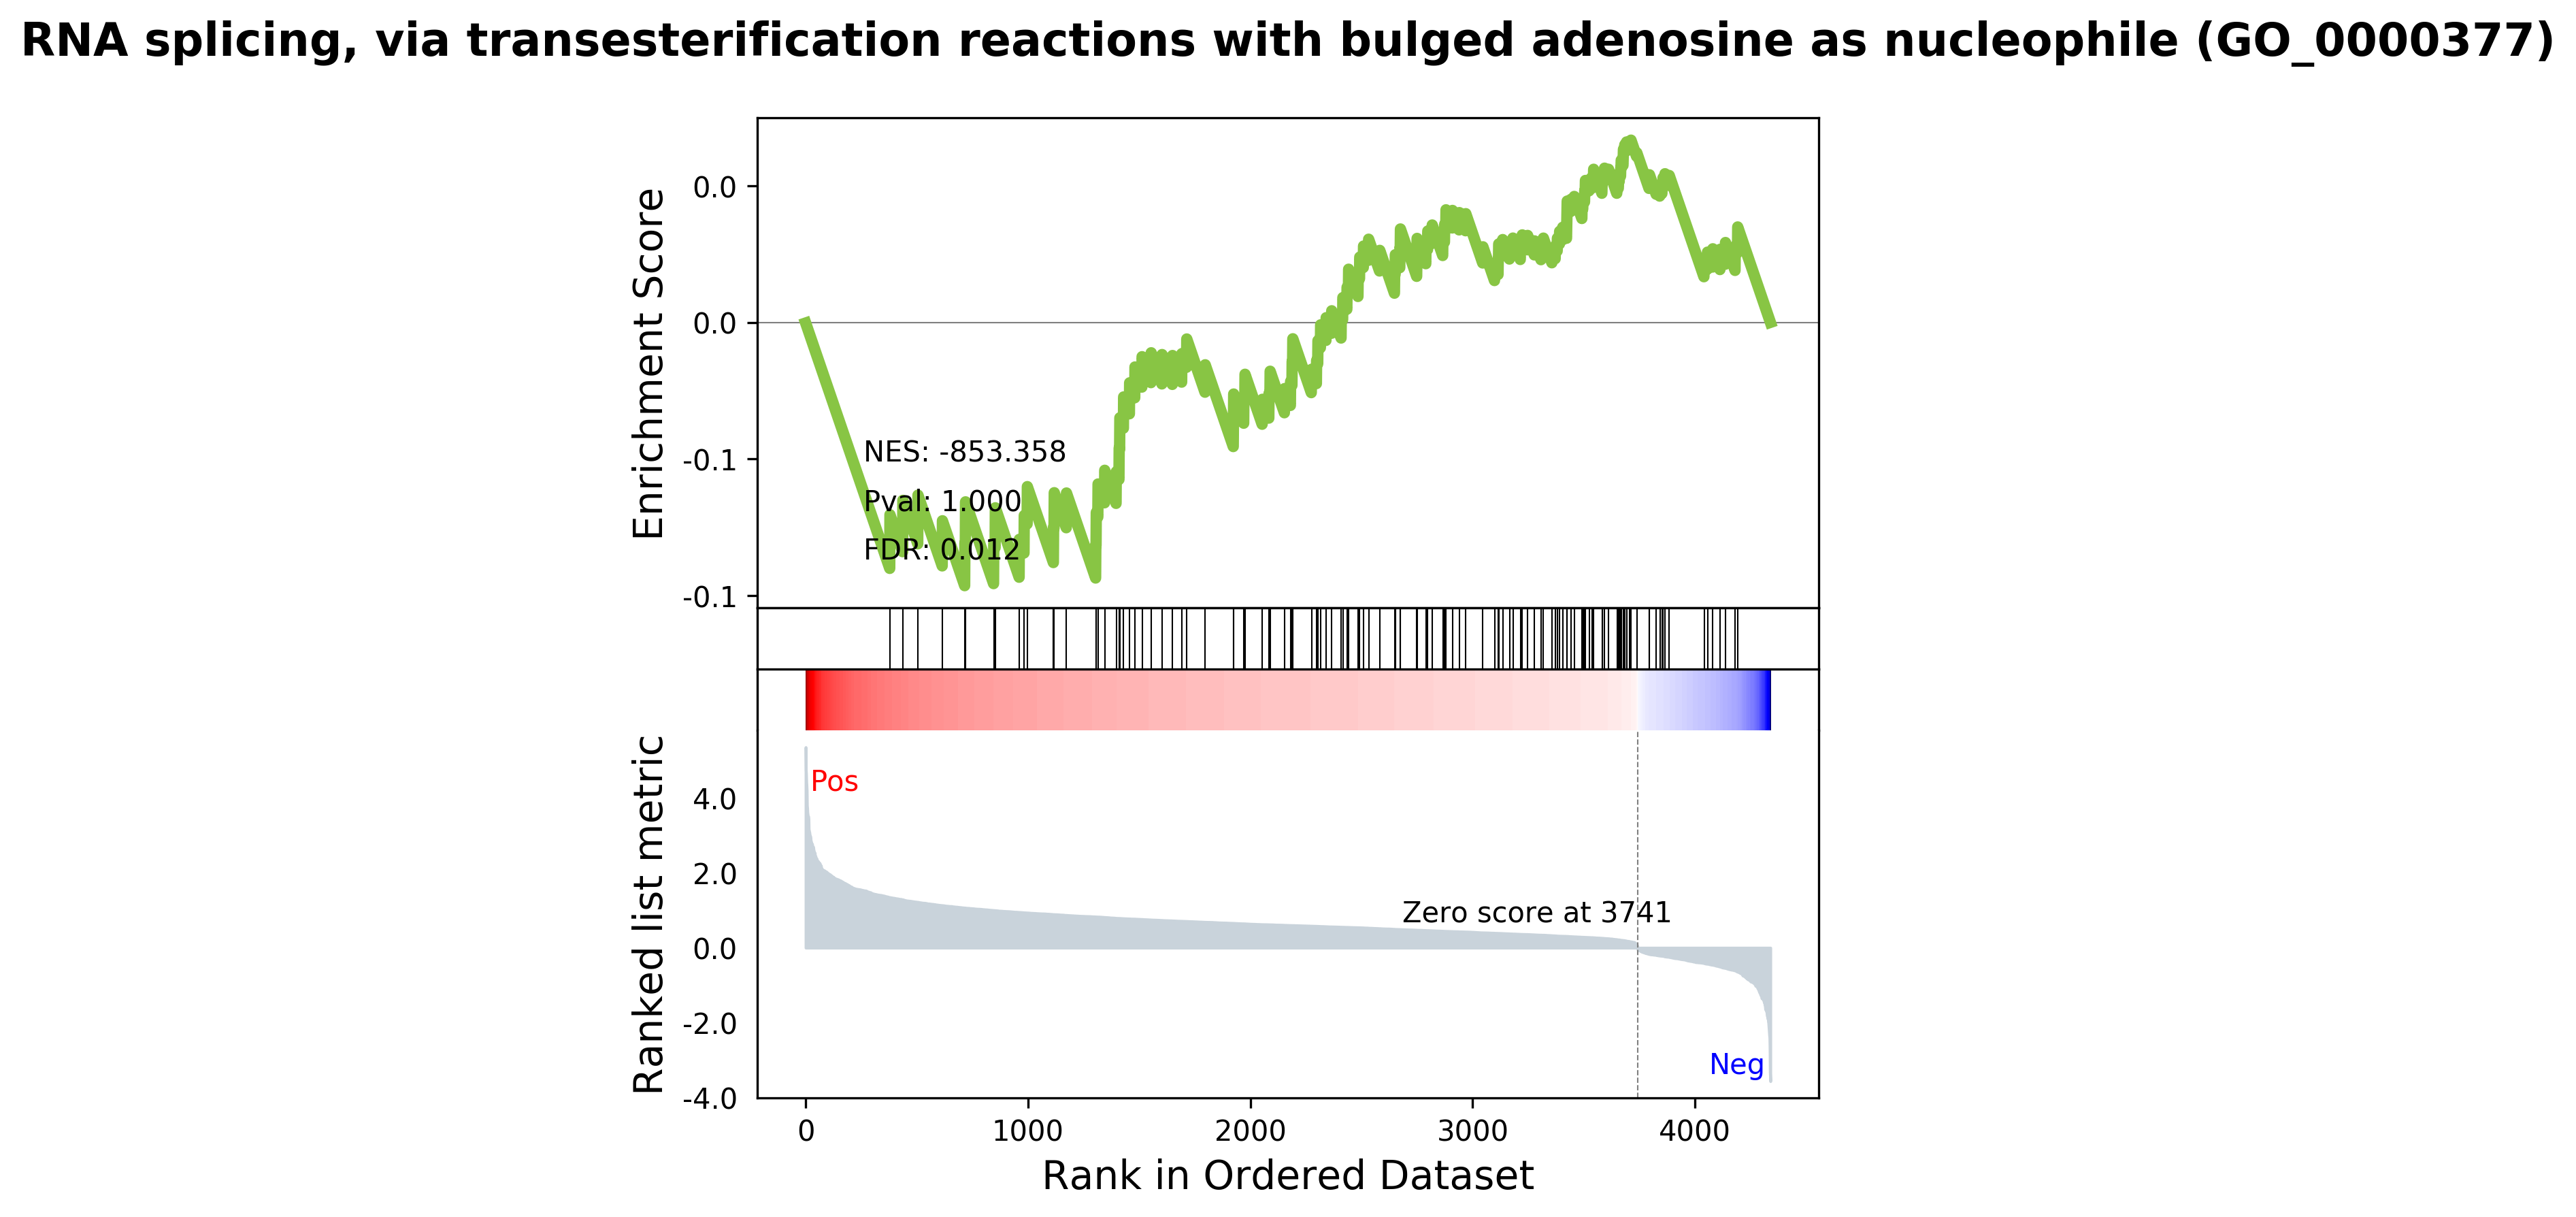 RNA splicing, via transesterification reactions with bulged adenosine as nucleophile (GO_0000377)
Enrichment Score
0.0
0.0
-0.1
-0.1
NES: -853.358
Pval: 1.000
FDR: 0.012
Ranked list metric
4.0
2.0
0.0
-2.0
-4.0
Pos
Zero score at 3741
Neg
0 1000 2000 3000 4000
Rank in Ordered Dataset